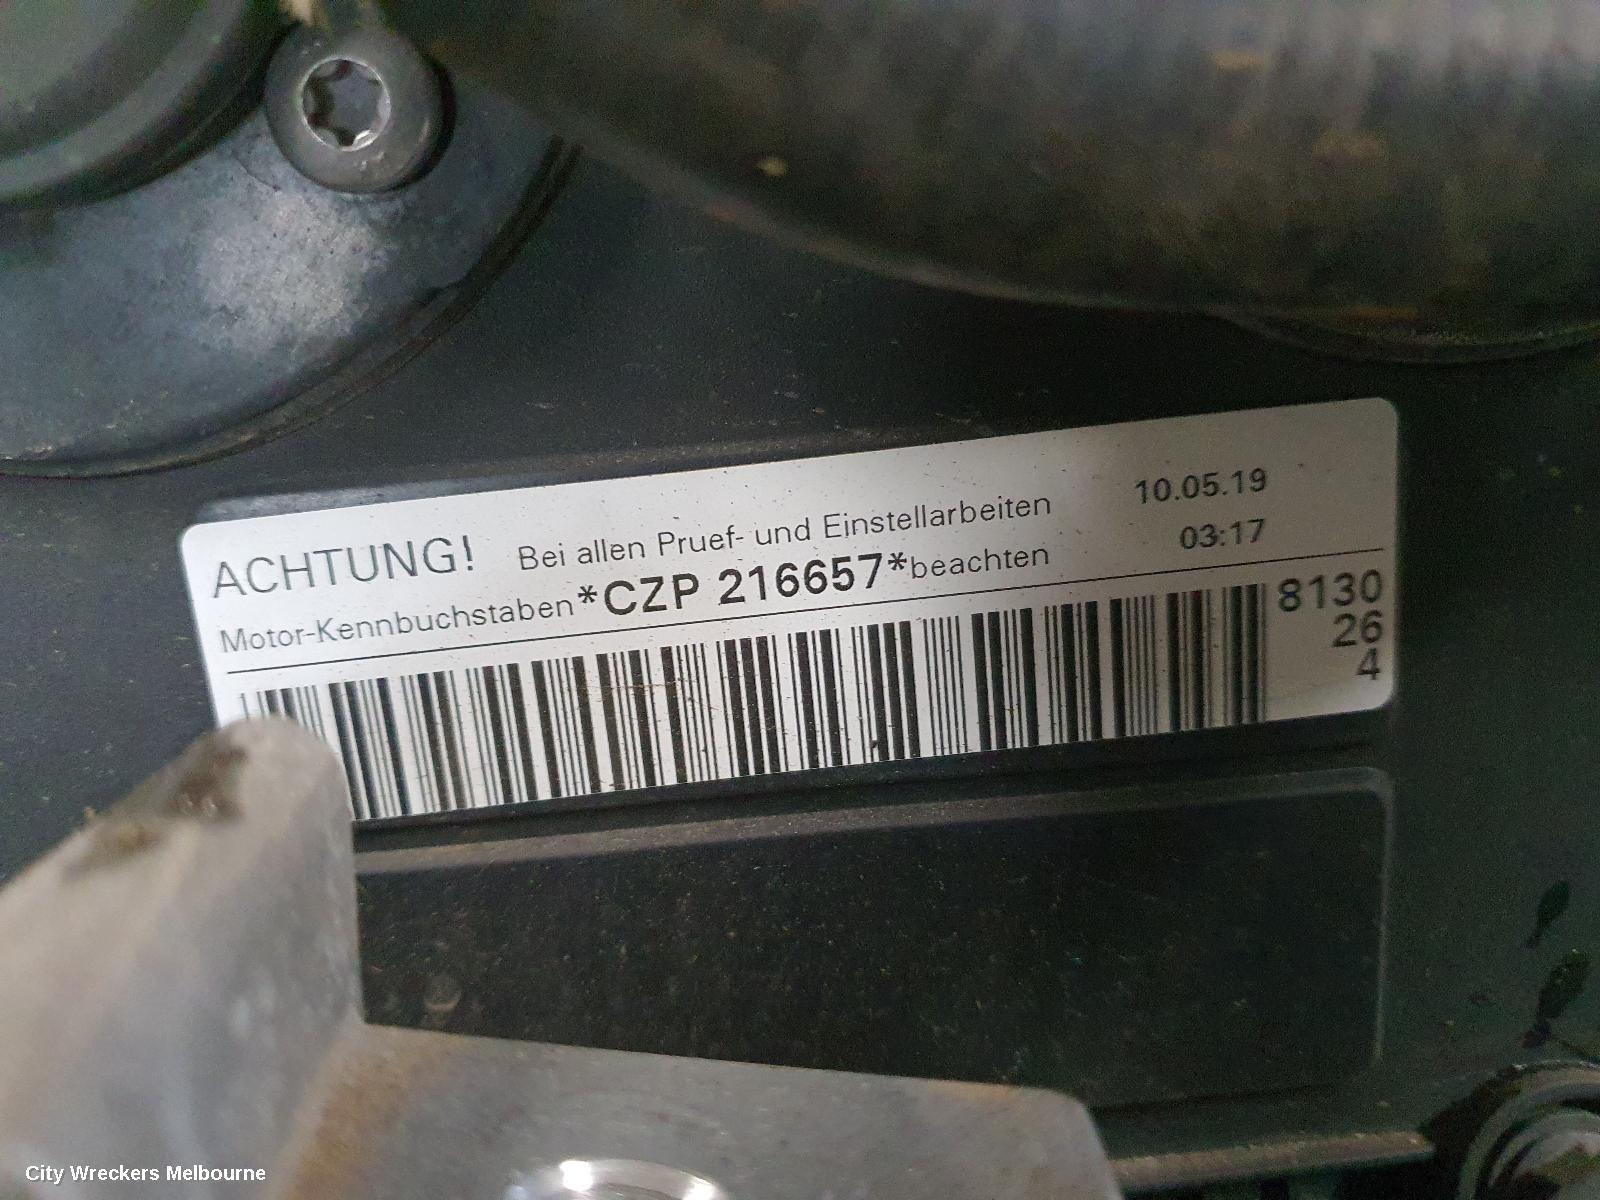 ACHTUNG! Bei allen Pruef- und Einstellarbeiten 10.05.19
Motor-Kennbuchstaben *CZP 216657* beachten 03:17
8130
26
4
City Wreckers Melbourne